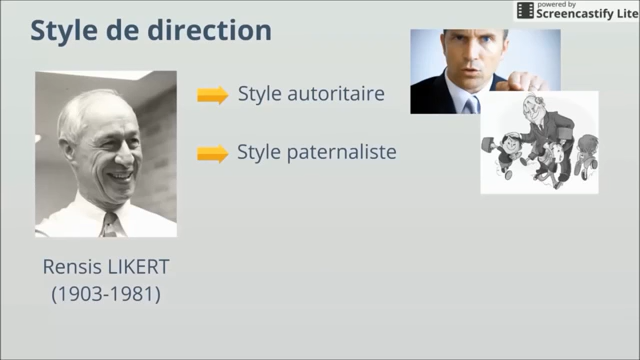 powered by
Screencastify Lite
Style de direction
Style autoritaire
Style paternaliste
Rensis LIKERT
(1903-1981)